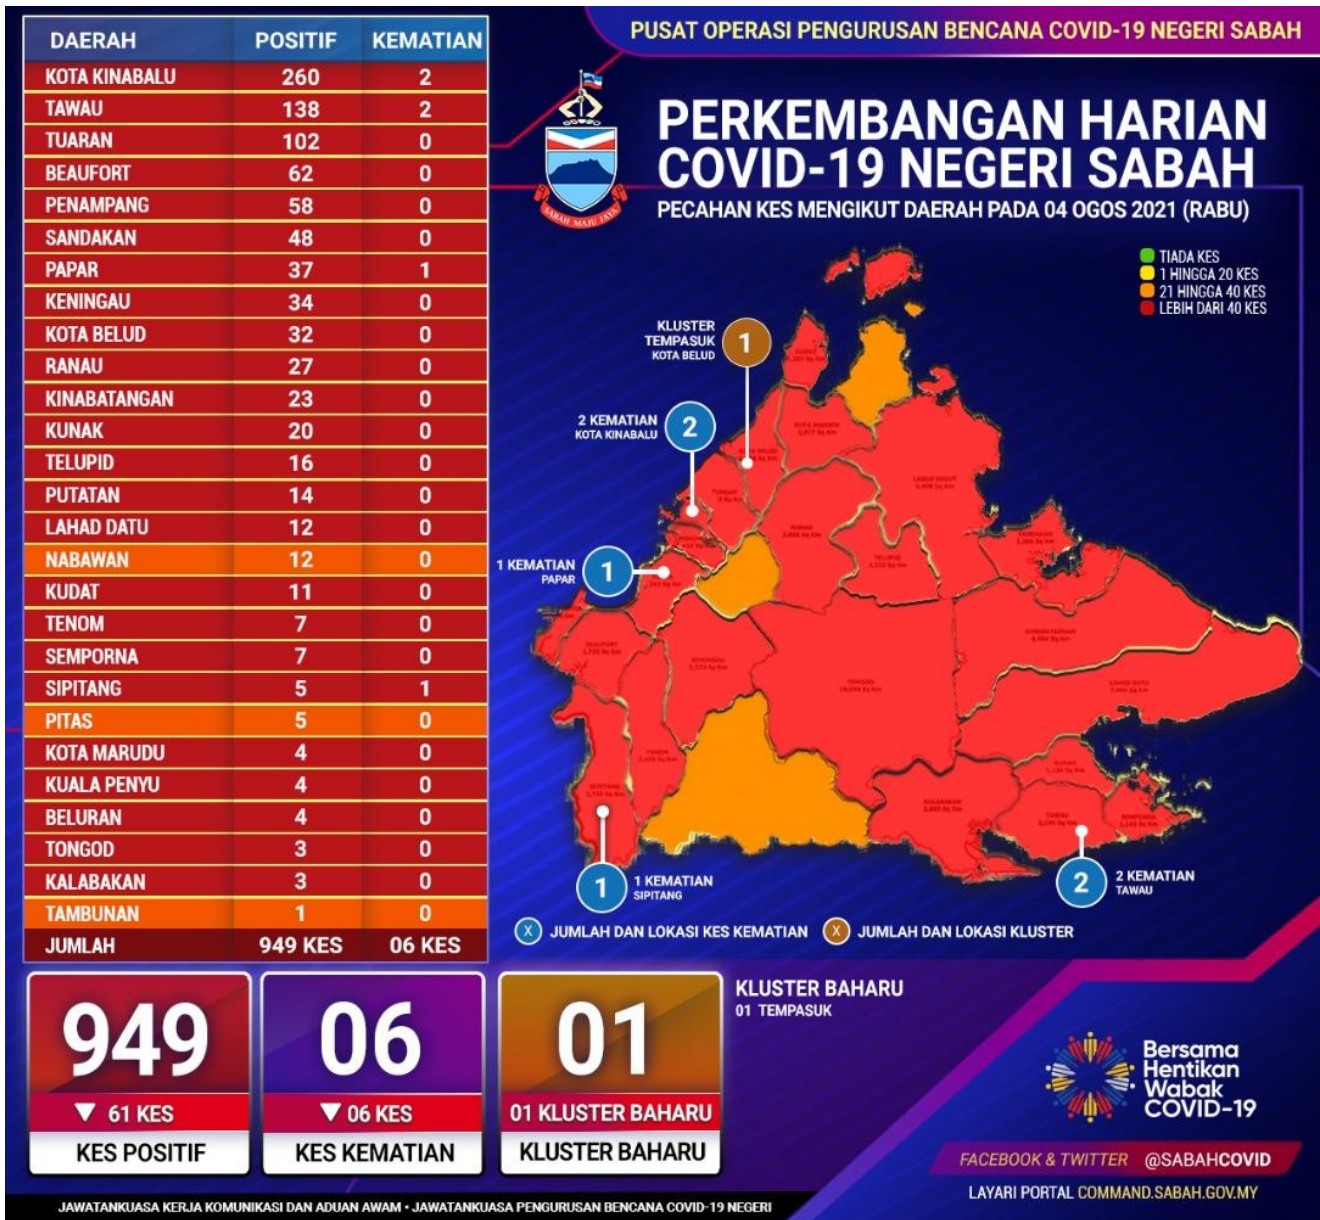 PUSAT OPERASI PENGURUSAN BENCANA COVID-19 NEGERI SABAH
PERKEMBANGAN HARIAN
COVID-19 NEGERI SABAH
PECAHAN KES MENGIKUT DAERAH PADA 04 OGOS 2021 (RABU)
SABAH MAJU JAYA
DAERAH POSITIF KEMATIAN
KOTA KINABALU 260 2
TAWAU 138 2
TUARAN 102 0
BEAUFORT 62 0
PENAMPANG 58 0
SANDAKAN 48 0
PAPAR 37 1
KENINGAU 34 0
KOTA BELUD 32 0
RANAU 27 0
KINABATANGAN 23 0
KUNAK 20 0
TELUPID 16 0
PUTATAN 14 0
LAHAD DATU 12 0
NABAWAN 12 0
KUDAT 11 0
TENOM 7 0
SEMPORNA 7 0
SIPITANG 5 1
PITAS 5 0
KOTA MARUDU 4 0
KUALA PENYU 4 0
BELURAN 4 0
TONGOD 3 0
KALABAKAN 3 0
TAMBUNAN 1 0
JUMLAH 949 KES 06 KES
TIADA KES
1 HINGGA 20 KES
21 HINGGA 40 KES
LEBIH DARI 40 KES
KLUSTER
TEMPASUK
KOTA BELUD
1
2 KEMATIAN
KOTA KINABALU
2
1 KEMATIAN
PAPAR
1
1
1 KEMATIAN
SIPITANG
2
2 KEMATIAN
TAWAU
X JUMLAH DAN LOKASI KES KEMATIAN
X JUMLAH DAN LOKASI KLUSTER
949
▼ 61 KES
KES POSITIF
06
▼ 06 KES
KES KEMATIAN
01
01 KLUSTER BAHARU
KLUSTER BAHARU
KLUSTER BAHARU
01 TEMPASUK
Bersama
Hentikan
Wabak
COVID-19
FACEBOOK & TWITTER @SABAHCOVID
LAYARI PORTAL COMMAND.SABAH.GOV.MY
JAWATANKUASA KERJA KOMUNIKASI DAN ADUAN AWAM • JAWATANKUASA PENGURUSAN BENCANA COVID-19 NEGERI